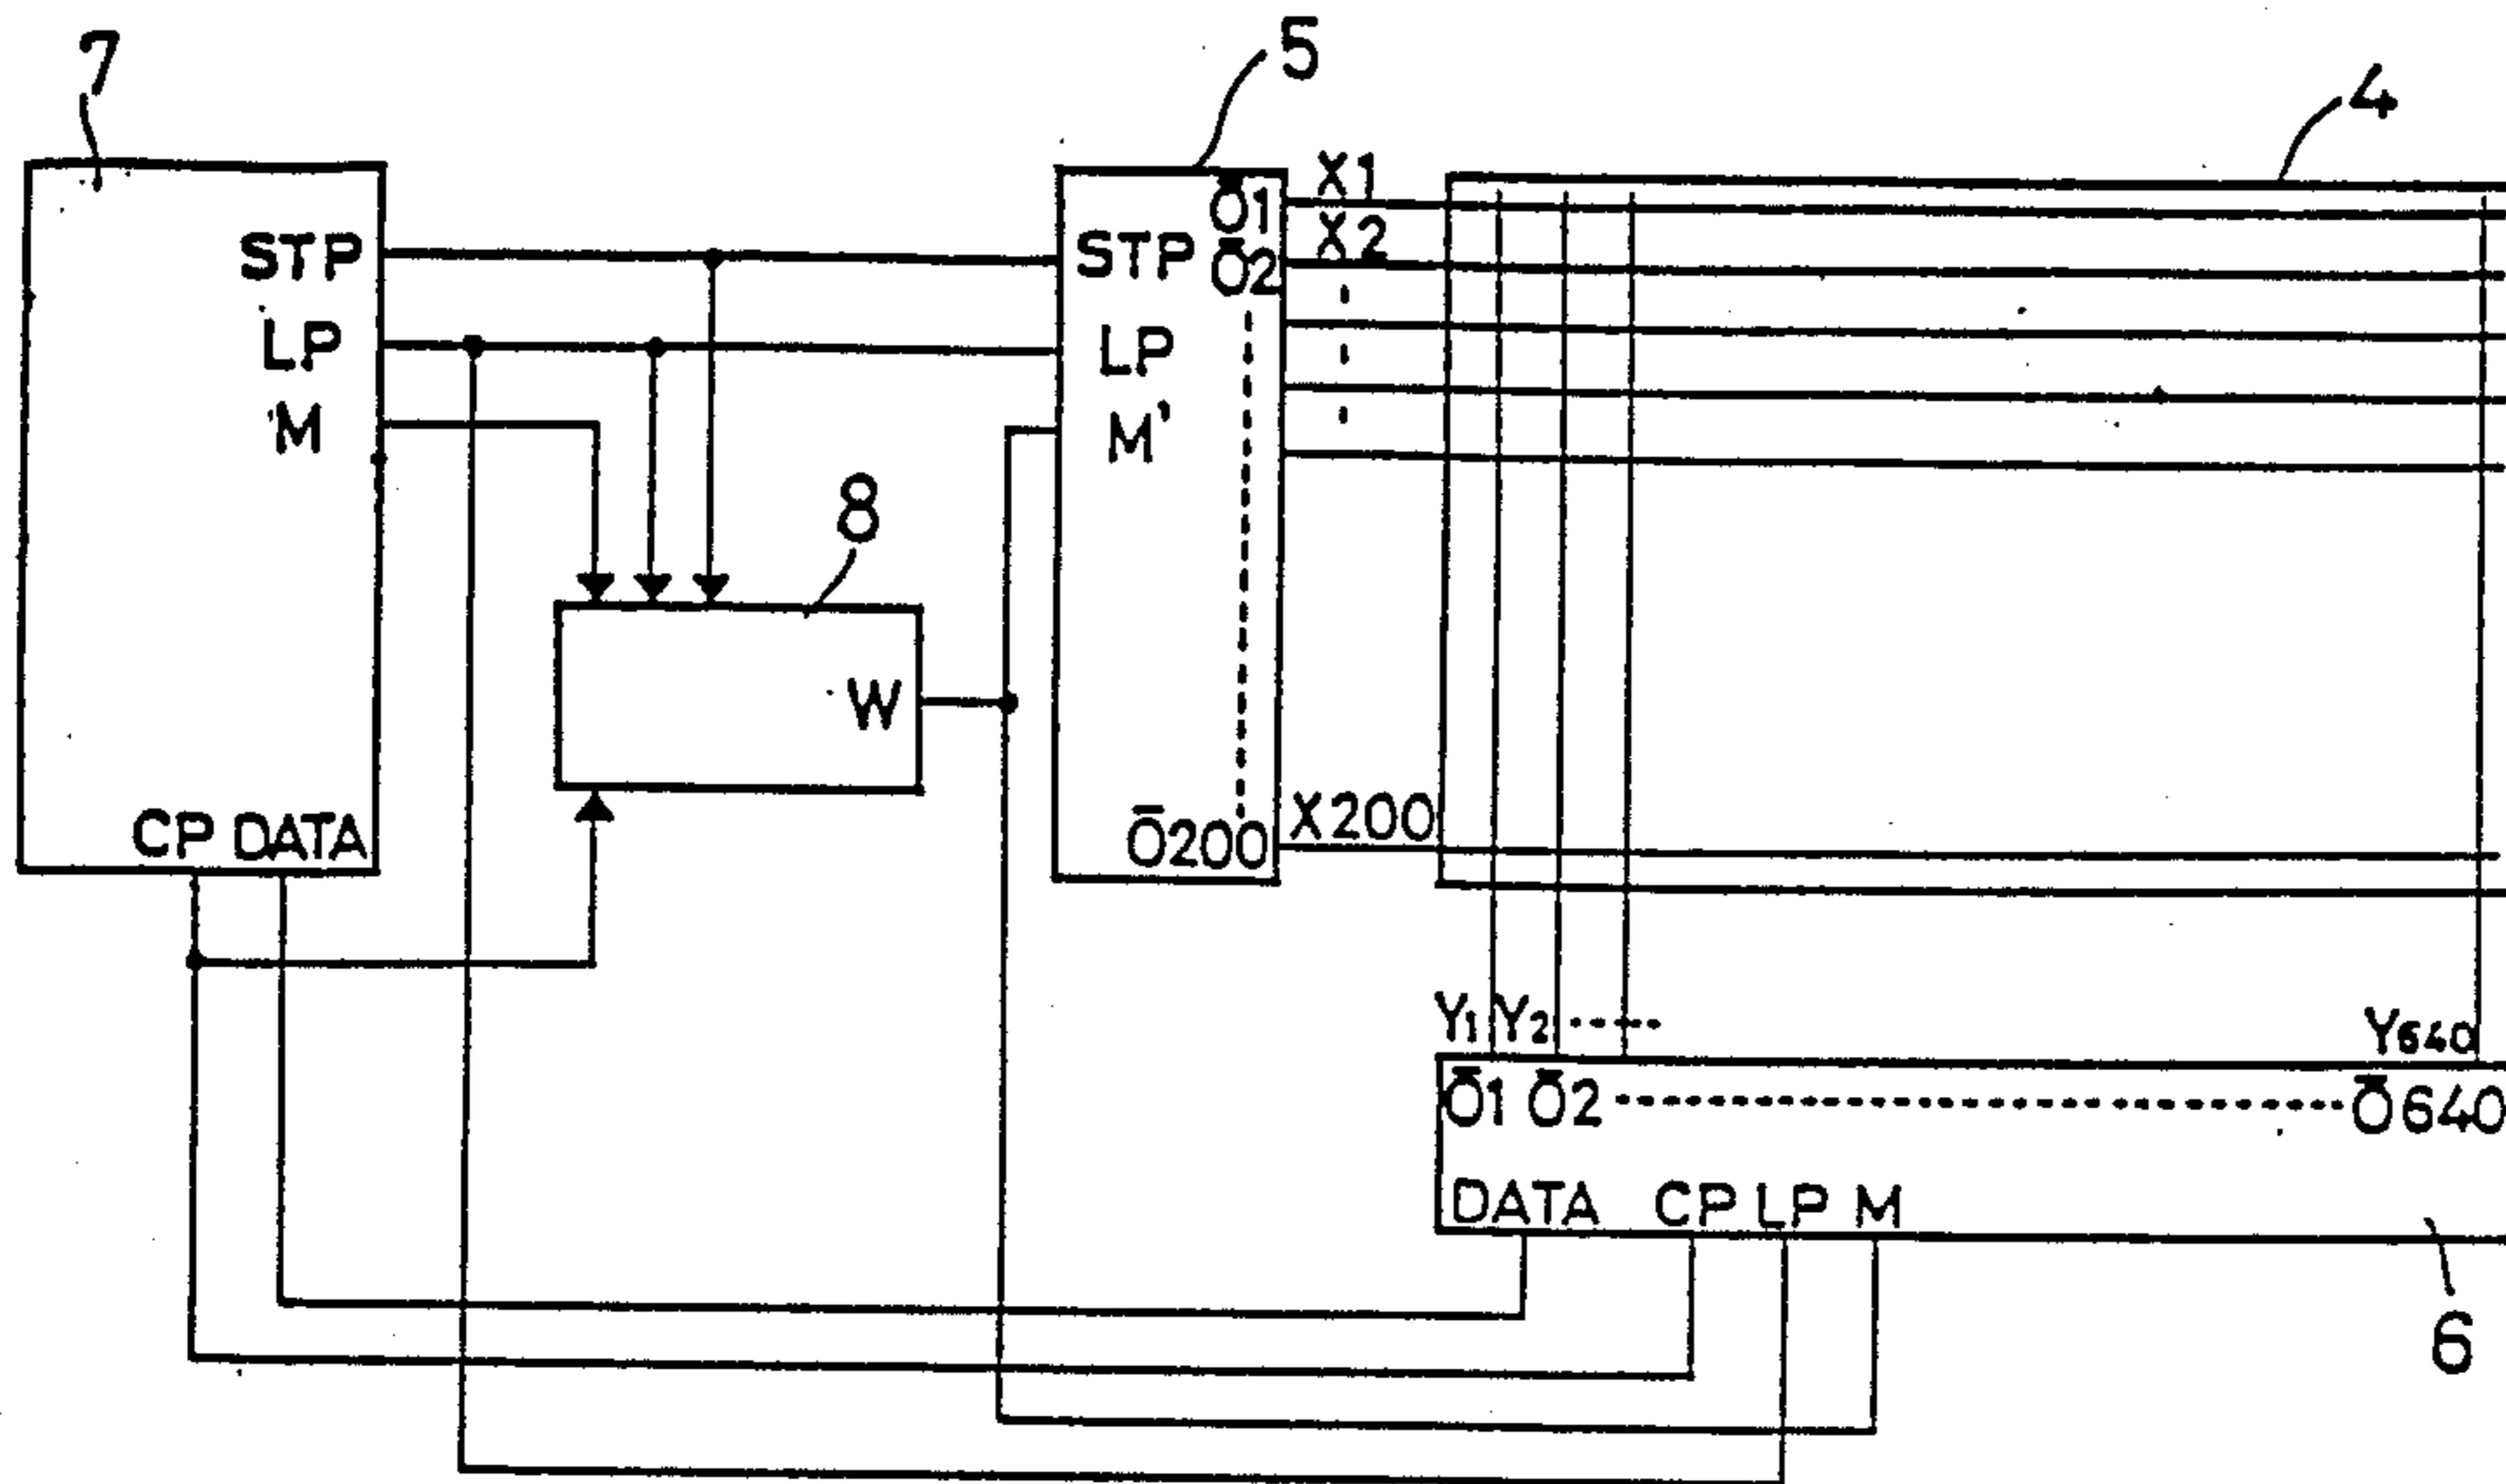 7
5
4
STP
LP
M
CP DATA
8
W
STP
LP
M'
Ō1
Ō2
Ō200
X1
X2
X200
Y1 Y2
Y640
Ō1 Ō2
Ō640
DATA CP LP M
6